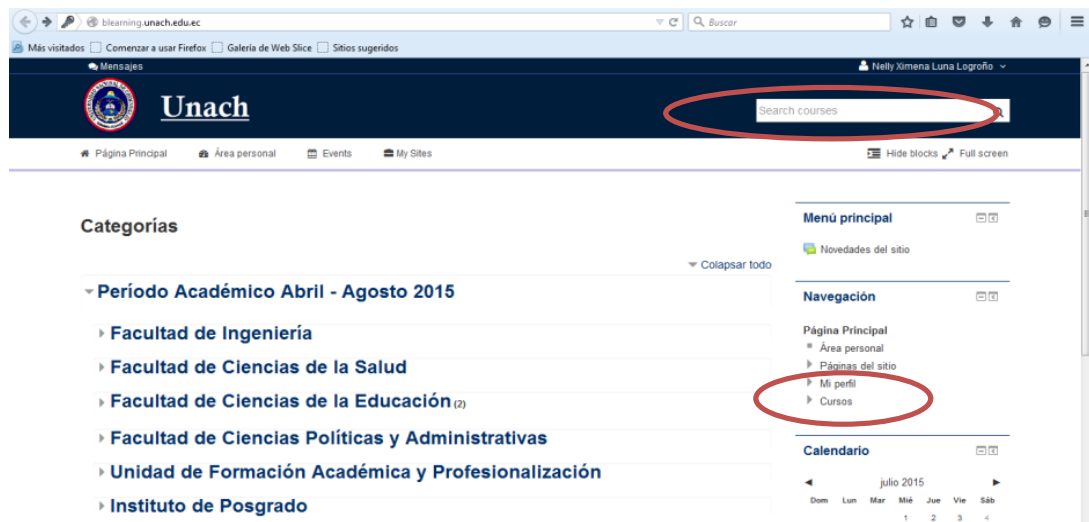 blearning.unach.edu.ec
Buscar
Más visitados Comenzar a usar Firefox Galería de Web Slice Sitios sugeridos
Mensajes
Nelly Ximena Luna Logroño
Unach
Search courses
Página Principal Área personal Events My Sites
Hide blocks Full screen
Categorías
Colapsar todo
Período Académico Abril - Agosto 2015
Facultad de Ingeniería
Facultad de Ciencias de la Salud
Facultad de Ciencias de la Educación (2)
Facultad de Ciencias Políticas y Administrativas
Unidad de Formación Académica y Profesionalización
Instituto de Posgrado
Menú principal
Novedades del sitio
Navegación
Página Principal
Área personal
Páginas del sitio
Mi perfil
Cursos
Calendario
julio 2015
Dom Lun Mar Mié Jue Vie Sáb
1 2 3 4